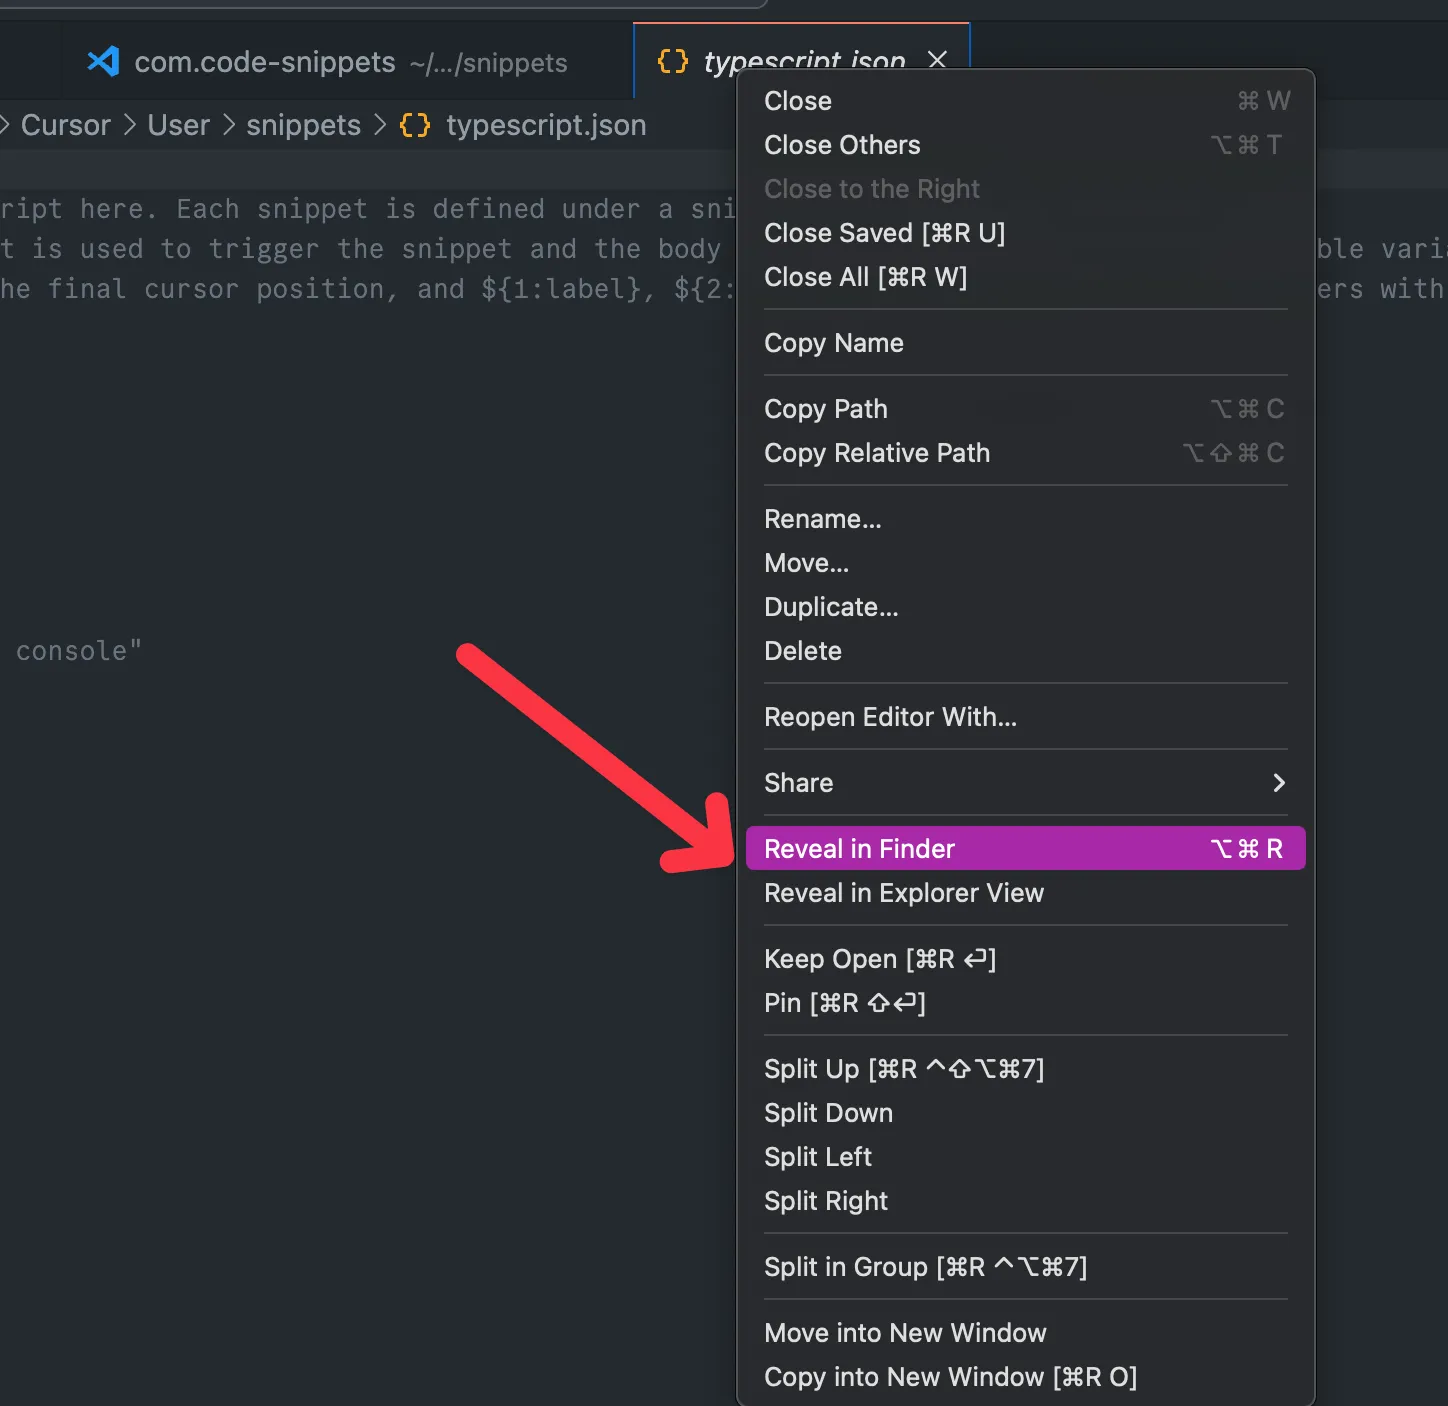 com.code-snippets ~/.../snippets
{} typescript.json
Cursor > User > snippets > {} typescript.json
ript here. Each snippet is defined under a sni
t is used to trigger the snippet and the body
ble vari
he final cursor position, and ${1:label}, ${2:
ers with
console"
Close ⌘ W
Close Others ⌥ ⌘ T
Close to the Right
Close Saved [⌘R U]
Close All [⌘R W]
Copy Name
Copy Path ⌥ ⌘ C
Copy Relative Path ⌥ ⇧ ⌘ C
Rename...
Move...
Duplicate...
Delete
Reopen Editor With...
Share
Reveal in Finder ⌥ ⌘ R
Reveal in Explorer View
Keep Open [⌘R ⏎]
Pin [⌘R ⇧⏎]
Split Up [⌘R ^⇧⌥⌘7]
Split Down
Split Left
Split Right
Split in Group [⌘R ^⌥⌘7]
Move into New Window
Copy into New Window [⌘R O]